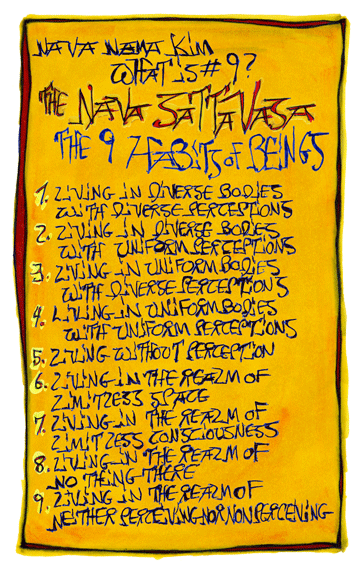 NAVA NAMA KIM
WHAT IS # 9?
THE NAVA SATTAVASA
THE 9 HABITS OF BEINGS
1. LIVING IN DIVERSE BODIES
WITH DIVERSE PERCEPTIONS
2. LIVING IN DIVERSE BODIES
WITH UNIFORM PERCEPTIONS
3. LIVING IN UNIFORM BODIES
WITH DIVERSE PERCEPTIONS
4. LIVING IN UNIFORM BODIES
WITH UNIFORM PERCEPTIONS
5. LIVING WITHOUT PERCEPTION
6. LIVING IN THE REALM OF
LIMITLESS SPACE
7. LIVING IN THE REALM OF
LIMITLESS CONSCIOUSNESS
8. LIVING IN THE REALM OF
NO THING THERE
9. LIVING IN THE REALM OF
NEITHER PERCEIVING NOR NON PERCEIVING